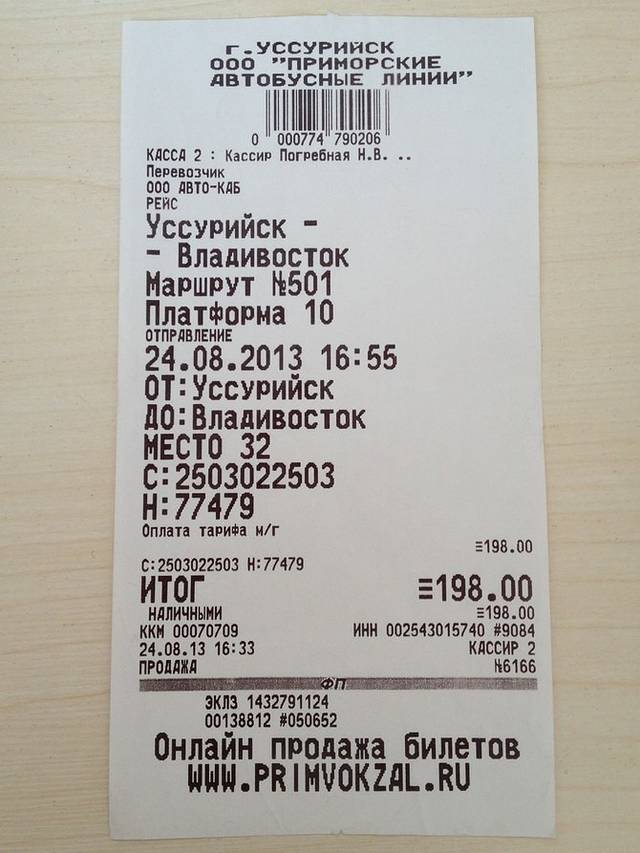 г.УССУРИЙСК
ООО "ПРИМОРСКИЕ
АВТОБУСНЫЕ ЛИНИИ"
0 000774 790206
КАССА 2 : Кассир Погребная Н.В. ..
Перевозчик
ООО АВТО-КАБ
РЕЙС
Уссурийск -
- Владивосток
Маршрут №501
Платформа 10
ОТПРАВЛЕНИЕ
24.08.2013 16:55
ОТ:Уссурийск
ДО:Владивосток
МЕСТО 32
С:2503022503
Н:77479
Оплата тарифа м/г
≡198.00
С:2503022503 Н:77479
ИТОГ ≡198.00
НАЛИЧНЫМИ ≡198.00
ККМ 00070709 ИНН 002543015740 #9084
24.08.13 16:33 КАССИР 2
ПРОДАЖА №6166
ФП
ЭКЛЗ 1432791124
00138812 #050652
Онлайн продажа билетов
WWW.PRIMVOKZAL.RU